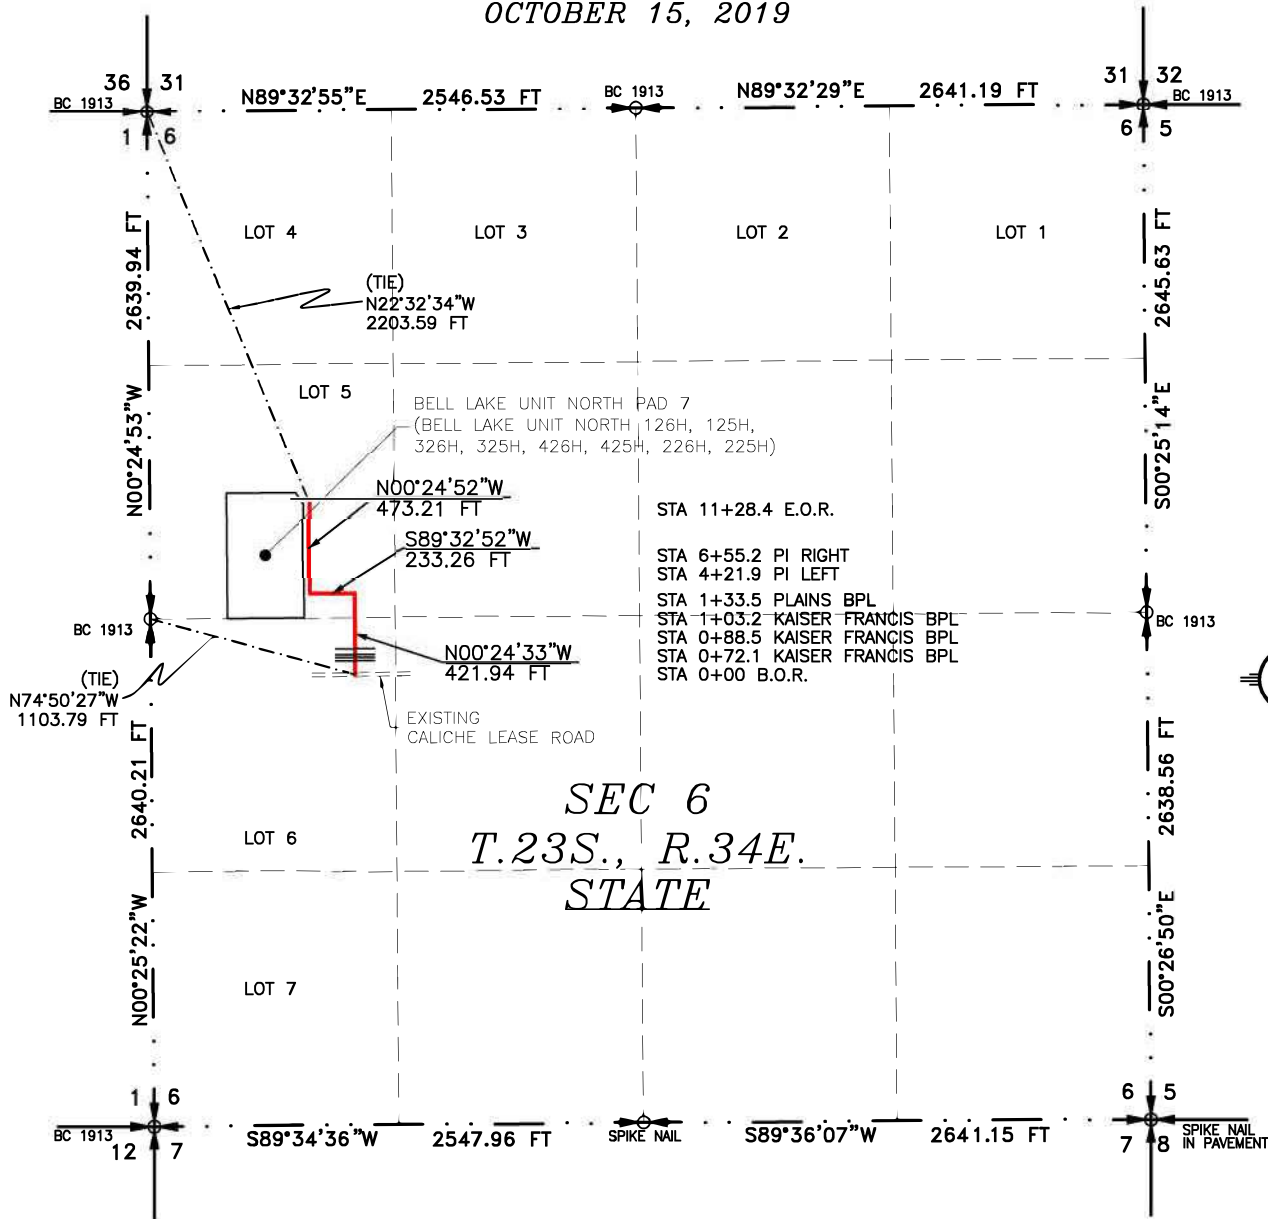 OCTOBER 15, 2019
36 31
BC 1913
1 6
N89°32'55"E 2546.53 FT
BC 1913
N89°32'29"E 2641.19 FT
31 32
BC 1913
6 5
LOT 4
LOT 3
LOT 2
LOT 1
2639.94 FT
N00°24'53"W
2645.63 FT
S00°25'14"E
(TIE)
N22°32'34"W
2203.59 FT
LOT 5
BELL LAKE UNIT NORTH PAD 7
(BELL LAKE UNIT NORTH 126H, 125H,
326H, 325H, 426H, 425H, 226H, 225H)
N00°24'52"W
473.21 FT
S89°32'52"W
233.26 FT
STA 11+28.4 E.O.R.
STA 6+55.2 PI RIGHT
STA 4+21.9 PI LEFT
STA 1+33.5 PLAINS BPL
STA 1+03.2 KAISER FRANCIS BPL
STA 0+88.5 KAISER FRANCIS BPL
STA 0+72.1 KAISER FRANCIS BPL
STA 0+00 B.O.R.
BC 1913
BC 1913
N00°24'33"W
421.94 FT
(TIE)
N74°50'27"W
1103.79 FT
EXISTING
CALICHE LEASE ROAD
2640.21 FT
N00°25'22"W
2638.56 FT
S00°26'50"E
SEC 6
T.23S., R.34E.
STATE
LOT 6
LOT 7
1 6
BC 1913
12 7
S89°34'36"W 2547.96 FT
SPIKE NAIL
S89°36'07"W 2641.15 FT
6 5
7 8
SPIKE NAIL
IN PAVEMENT